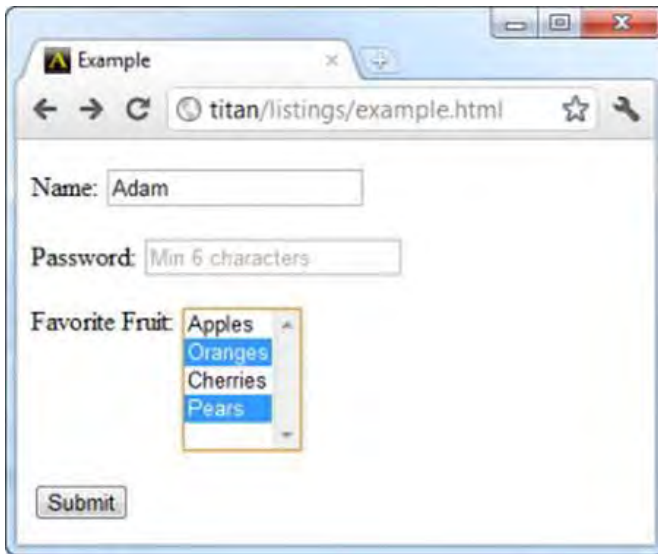 Example
titan/listings/example.html
Name: Adam
Password: Min 6 characters
Favorite Fruit: Apples
Oranges
Cherries
Pears
Submit